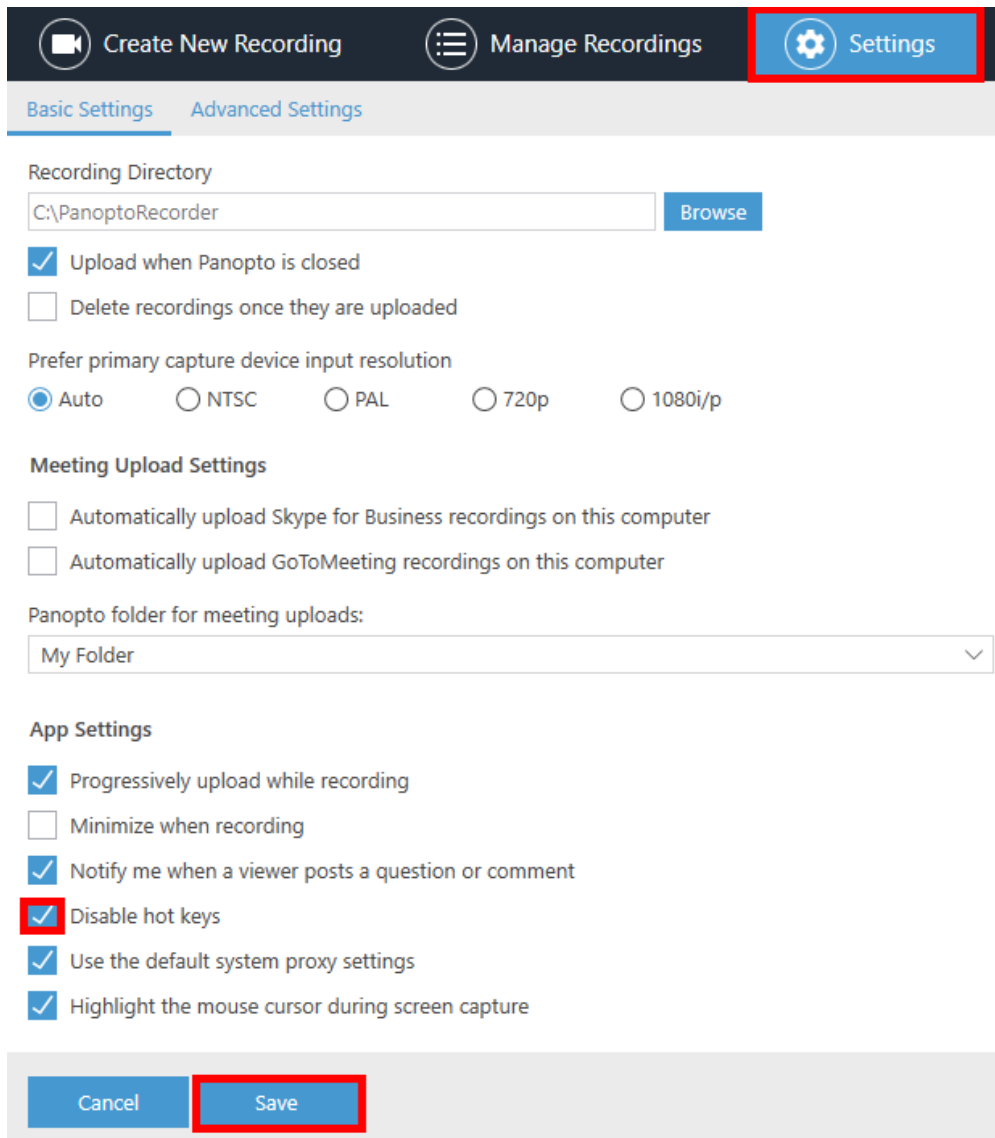 Create New Recording Manage Recordings Settings
Basic Settings Advanced Settings
Recording Directory
C:\PanoptoRecorder Browse
Upload when Panopto is closed
Delete recordings once they are uploaded
Prefer primary capture device input resolution
Auto NTSC PAL 720p 1080i/p
Meeting Upload Settings
Automatically upload Skype for Business recordings on this computer
Automatically upload GoToMeeting recordings on this computer
Panopto folder for meeting uploads:
My Folder
App Settings
Progressively upload while recording
Minimize when recording
Notify me when a viewer posts a question or comment
Disable hot keys
Use the default system proxy settings
Highlight the mouse cursor during screen capture
Cancel Save